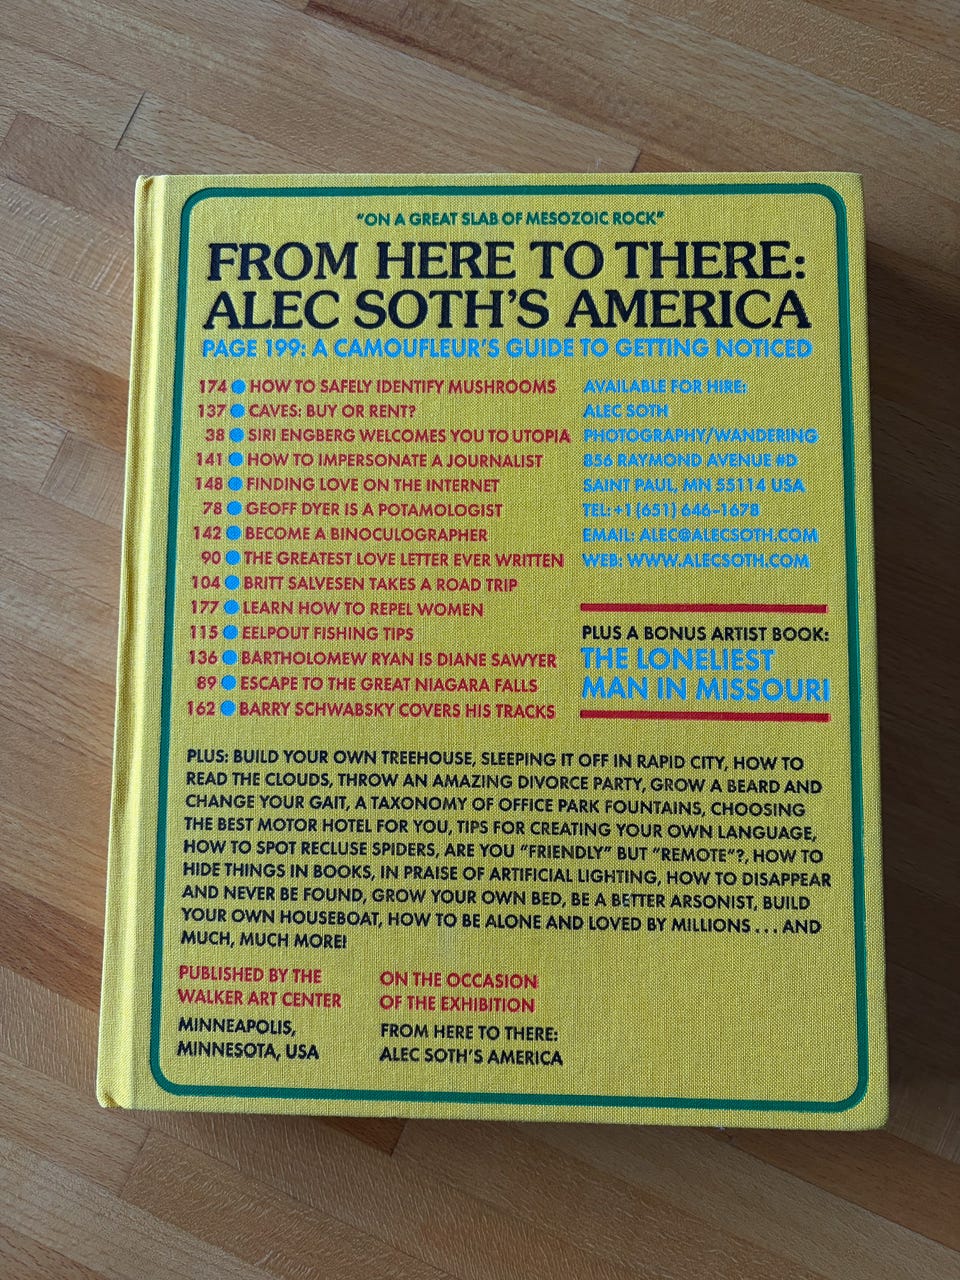 "ON A GREAT SLAB OF MESOZOIC ROCK"
FROM HERE TO THERE:
ALEC SOTH'S AMERICA
PAGE 199: A CAMOUFLEUR'S GUIDE TO GETTING NOTICED
174 ● HOW TO SAFELY IDENTIFY MUSHROOMS
137 ● CAVES: BUY OR RENT?
38 ● SIRI ENGBERG WELCOMES YOU TO UTOPIA
141 ● HOW TO IMPERSONATE A JOURNALIST
148 ● FINDING LOVE ON THE INTERNET
78 ● GEOFF DYER IS A POTAMOLOGIST
142 ● BECOME A BINOCULOGRAPHER
90 ● THE GREATEST LOVE LETTER EVER WRITTEN
104 ● BRITT SALVESEN TAKES A ROAD TRIP
177 ● LEARN HOW TO REPEL WOMEN
115 ● EELPOUT FISHING TIPS
136 ● BARTHOLOMEW RYAN IS DIANE SAWYER
89 ● ESCAPE TO THE GREAT NIAGARA FALLS
162 ● BARRY SCHWABSKY COVERS HIS TRACKS
AVAILABLE FOR HIRE:
ALEC SOTH
PHOTOGRAPHY/WANDERING
856 RAYMOND AVENUE #D
SAINT PAUL, MN 55114 USA
TEL: +1 (651) 646-1678
EMAIL: ALEC@ALECSOTH.COM
WEB: WWW.ALECSOTH.COM
PLUS A BONUS ARTIST BOOK:
THE LONELIEST
MAN IN MISSOURI
PLUS: BUILD YOUR OWN TREEHOUSE, SLEEPING IT OFF IN RAPID CITY, HOW TO
READ THE CLOUDS, THROW AN AMAZING DIVORCE PARTY, GROW A BEARD AND
CHANGE YOUR GAIT, A TAXONOMY OF OFFICE PARK FOUNTAINS, CHOOSING
THE BEST MOTOR HOTEL FOR YOU, TIPS FOR CREATING YOUR OWN LANGUAGE,
HOW TO SPOT RECLUSE SPIDERS, ARE YOU "FRIENDLY" BUT "REMOTE"?, HOW TO
HIDE THINGS IN BOOKS, IN PRAISE OF ARTIFICIAL LIGHTING, HOW TO DISAPPEAR
AND NEVER BE FOUND, GROW YOUR OWN BED, BE A BETTER ARSONIST, BUILD
YOUR OWN HOUSEBOAT, HOW TO BE ALONE AND LOVED BY MILLIONS . . . AND
MUCH, MUCH MORE!
PUBLISHED BY THE
WALKER ART CENTER
MINNEAPOLIS,
MINNESOTA, USA
ON THE OCCASION
OF THE EXHIBITION
FROM HERE TO THERE:
ALEC SOTH'S AMERICA